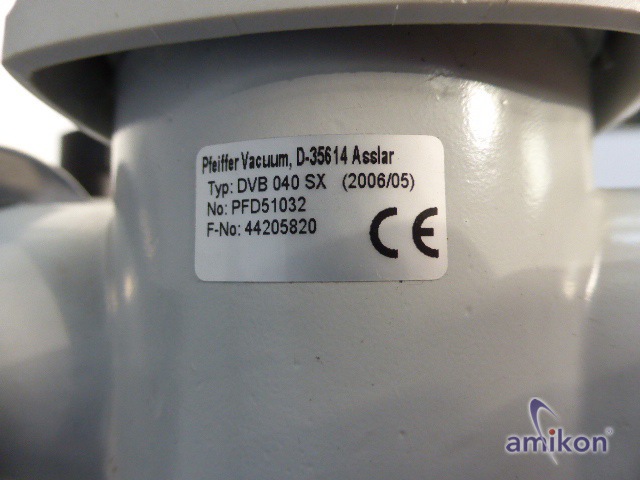 Pfeiffer Vacuum, D-35614 Asslar
Typ: DVB 040 SX (2006/05)
No: PFD51032
F-No: 44205820
CE
amikon®